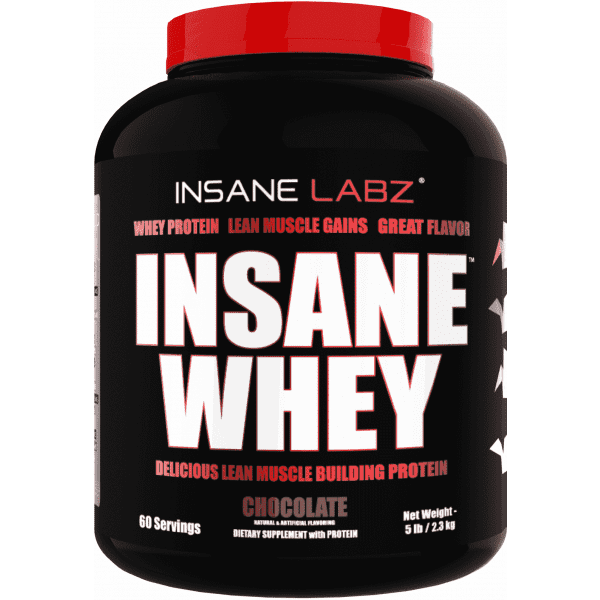 INSANE LABZ®
WHEY PROTEIN LEAN MUSCLE GAINS GREAT FLAVOR
INSANE™
WHEY
DELICIOUS LEAN MUSCLE BUILDING PROTEIN
CHOCOLATE
NATURAL & ARTIFICIAL FLAVORING
DIETARY SUPPLEMENT with PROTEIN
60 Servings
Net Weight -
5 lb / 2.3 kg